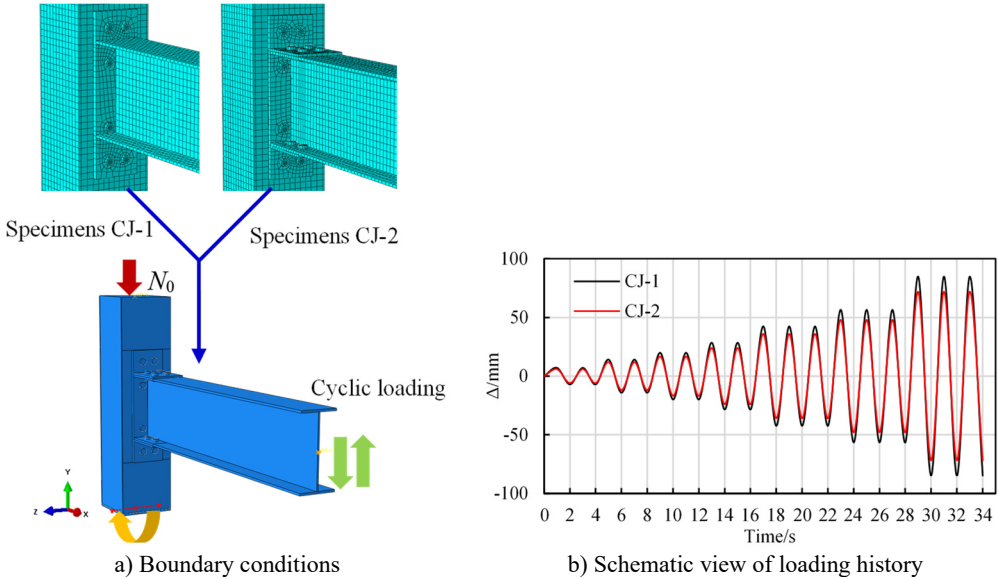 Specimens CJ-1
Specimens CJ-2
N0
Cyclic loading
Y
Z
X
a) Boundary conditions
100
50
0
-50
-100
Δ/mm
CJ-1
CJ-2
0 2 4 6 8 10 12 14 16 18 20 22 24 26 28 30 32 34
Time/s
b) Schematic view of loading history